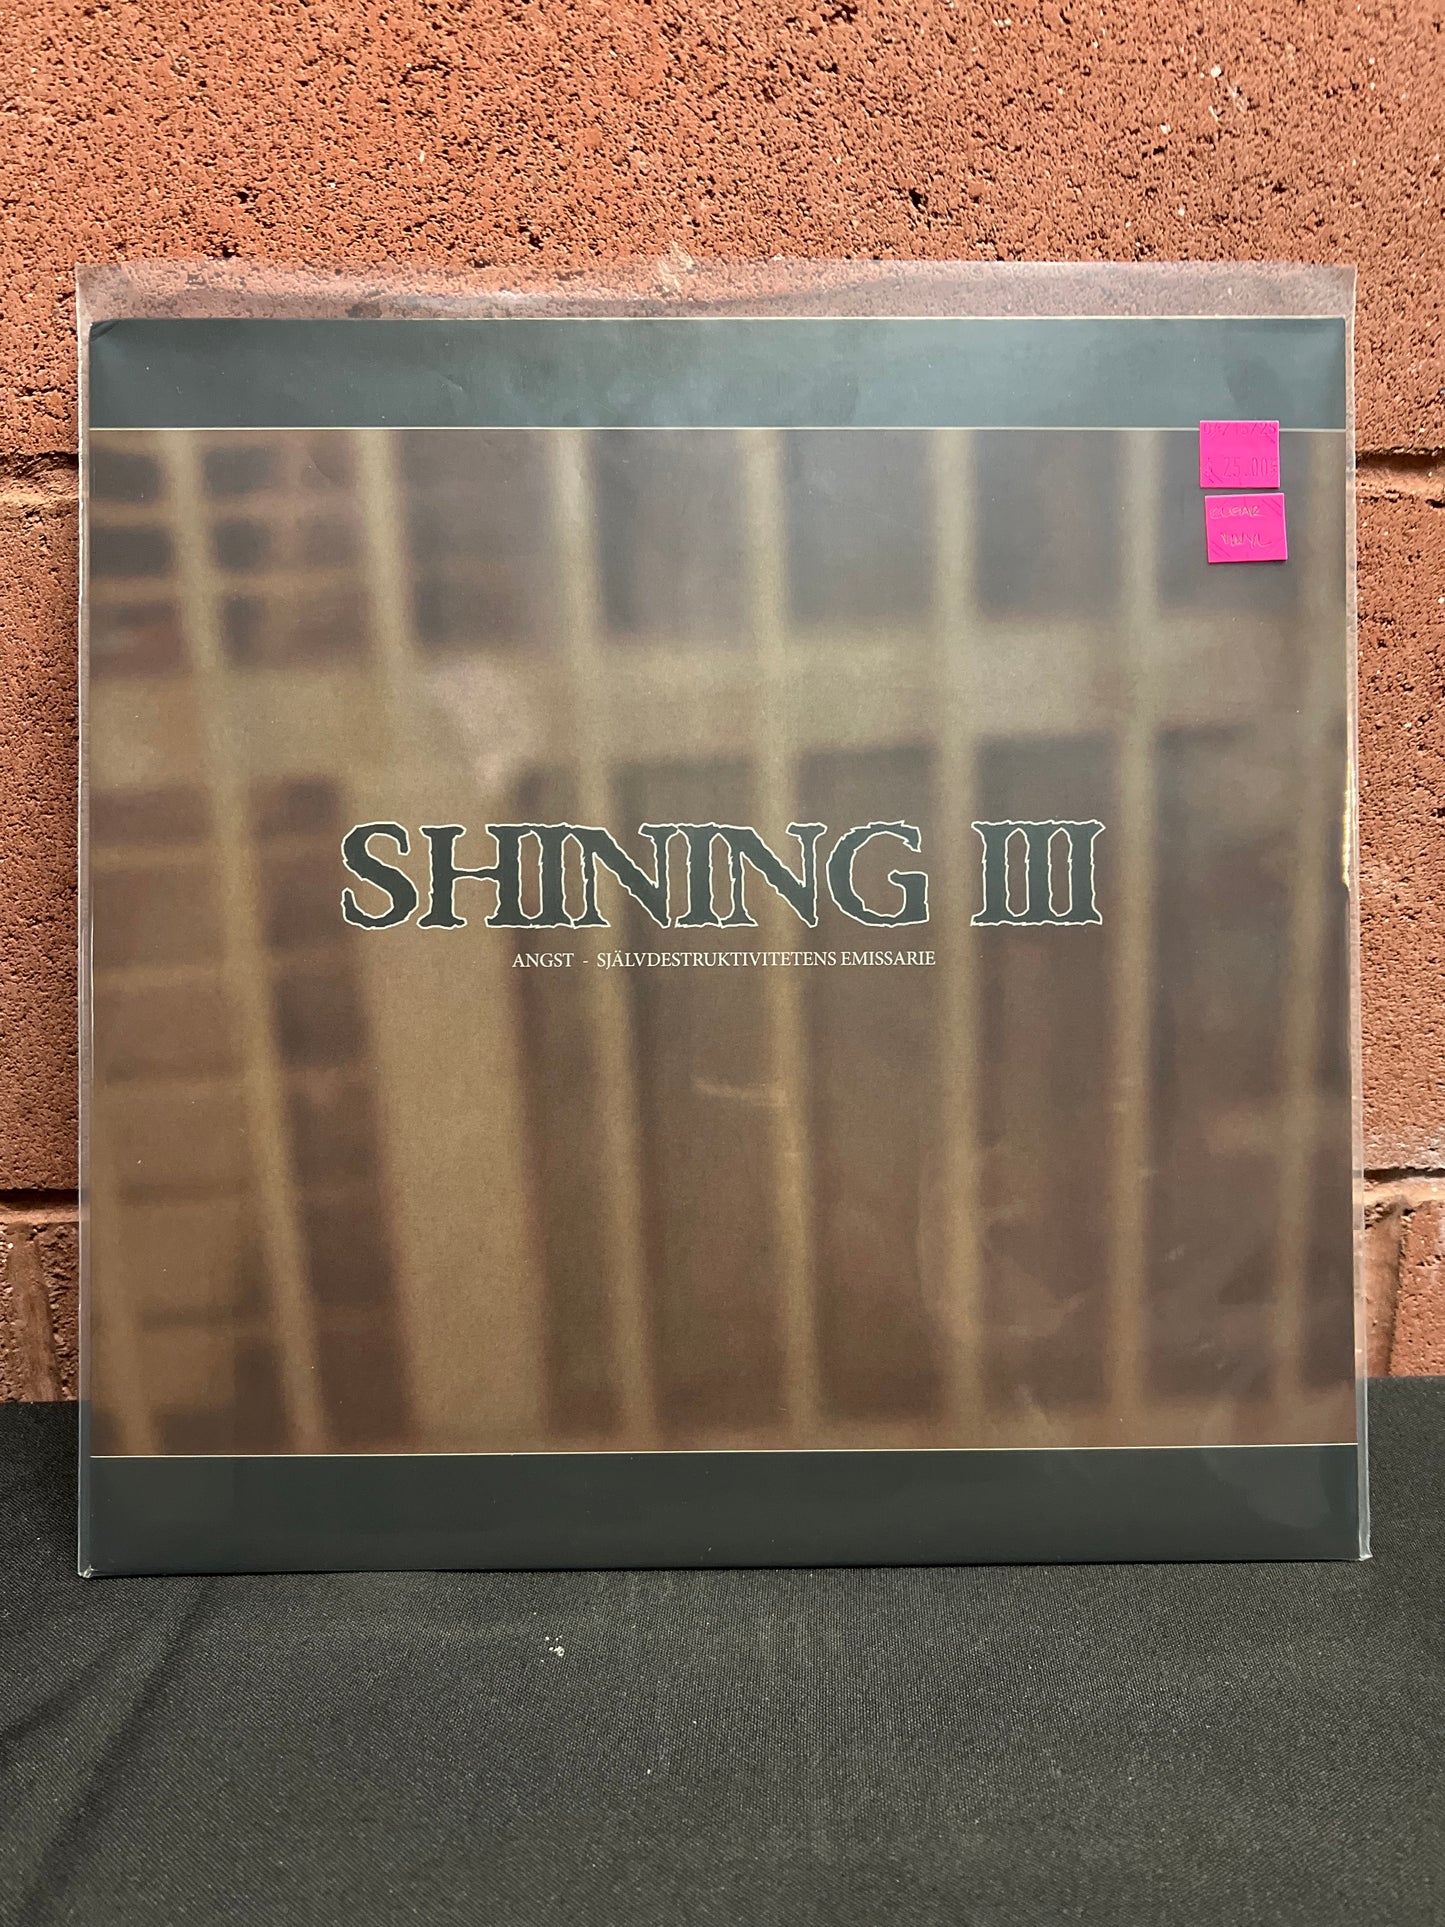 $ 25.00
CLEAR
VINYL
SHINING III
ANGST - SJÄLVDESTRUKTIVITETENS EMISSARIE